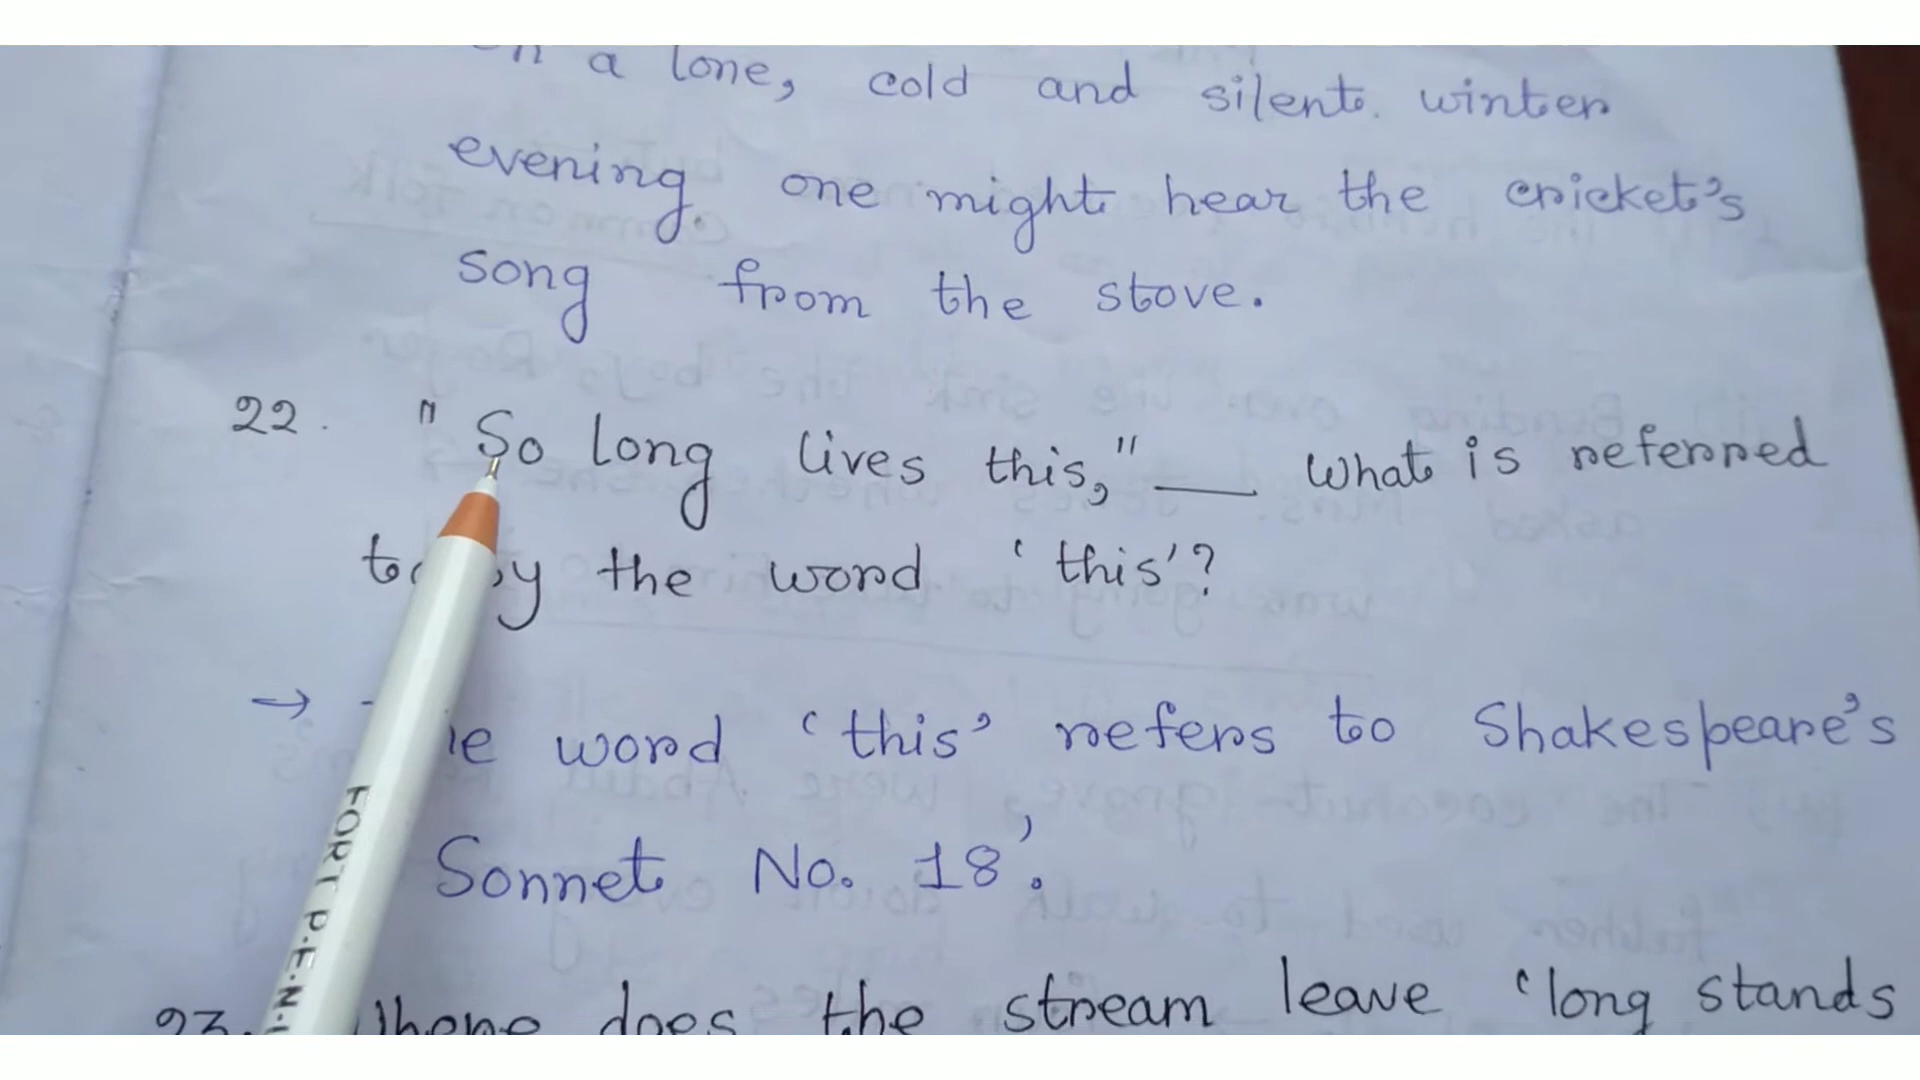 a lone, cold and silent winter
evening one might hear the cricket's
song from the stove.
22. "So long lives this," — What is referred
by the word 'this'?
→ word 'this' refers to Shakespeare's
Sonnet No. 18'.
23. Where does the stream leave 'long stands
FORT P.E.N.